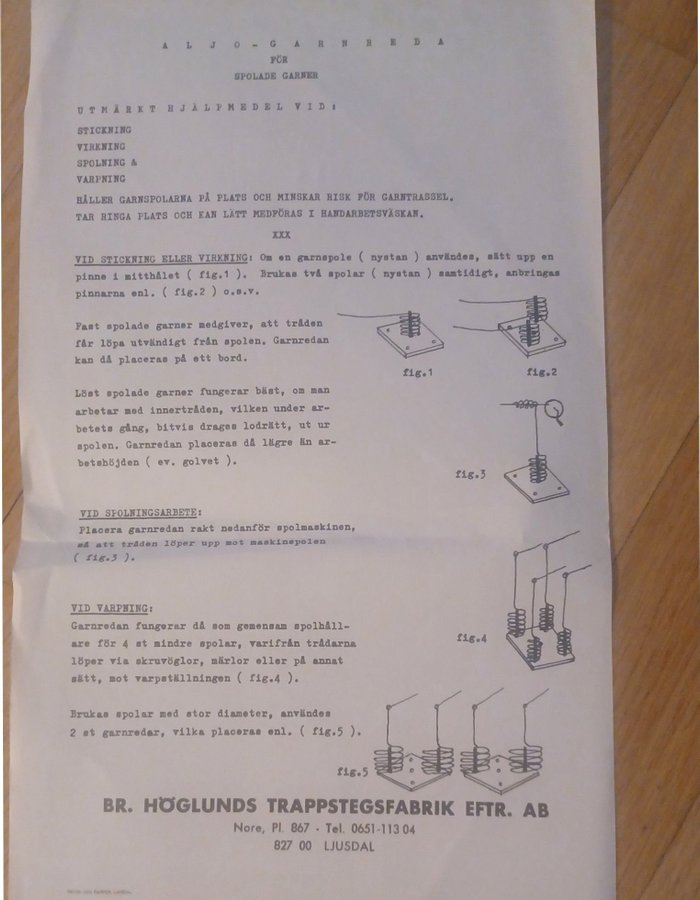 ALJO-GARNREDA
FÖR
SPOLADE GARNER
UTMÄRKT HJÄLPMEDEL VID:
STICKNING
VIRKNING
SPOLNING &
VARPNING
HÅLLER GARNSPOLARNA PÅ PLATS OCH MINSKAR RISK FÖR GARNTRASSEL.
TAR RINGA PLATS OCH KAN LÄTT MEDFÖRAS I HANDARBETSVÄSKAN.
XXX
VID STICKNING ELLER VIRKNING: Om en garnspole ( nystan ) användes, sätt upp en
pinne i mitthålet ( fig.1 ). Brukas två spolar ( nystan ) samtidigt, anbringas
pinnarna enl. ( fig.2 ) o.s.v.
Fast spolade garner medgiver, att tråden
får löpa utvändigt från spolen. Garnredan
kan då placeras på ett bord.
fig.1
fig.2
Löst spolade garner fungerar bäst, om man
arbetar med innertråden, vilken under ar-
betets gång, bitvis drages lodrätt, ut ur
spolen. Garnredan placeras då lägre än ar-
betshöjden ( ev. golvet ).
fig.3
VID SPOLNINGSARBETE:
Placera garnredan rakt nedanför spolmaskinen,
så att tråden löper upp mot maskinspolen
( fig.3 ).
VID VARPNING:
Garnredan fungerar då som gemensam spolhåll-
are för 4 st mindre spolar, varifrån trådarna
löper via skruvöglor, märlor eller på annat
sätt, mot varpställningen ( fig.4 ).
fig.4
Brukas spolar med stor diameter, användes
2 st garnredar, vilka placeras enl. ( fig.5 ).
fig.5
BR. HÖGLUNDS TRAPPSTEGSFABRIK EFTR. AB
Nore, Pl. 867 - Tel. 0651-113 04
827 00 LJUSDAL